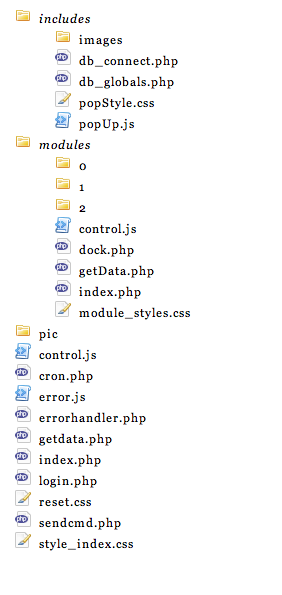 includes
images
db_connect.php
db_globals.php
popStyle.css
popUp.js
modules
0
1
2
control.js
dock.php
getData.php
index.php
module_styles.css
pic
control.js
cron.php
error.js
errorhandler.php
getdata.php
index.php
login.php
reset.css
sendcmd.php
style_index.css